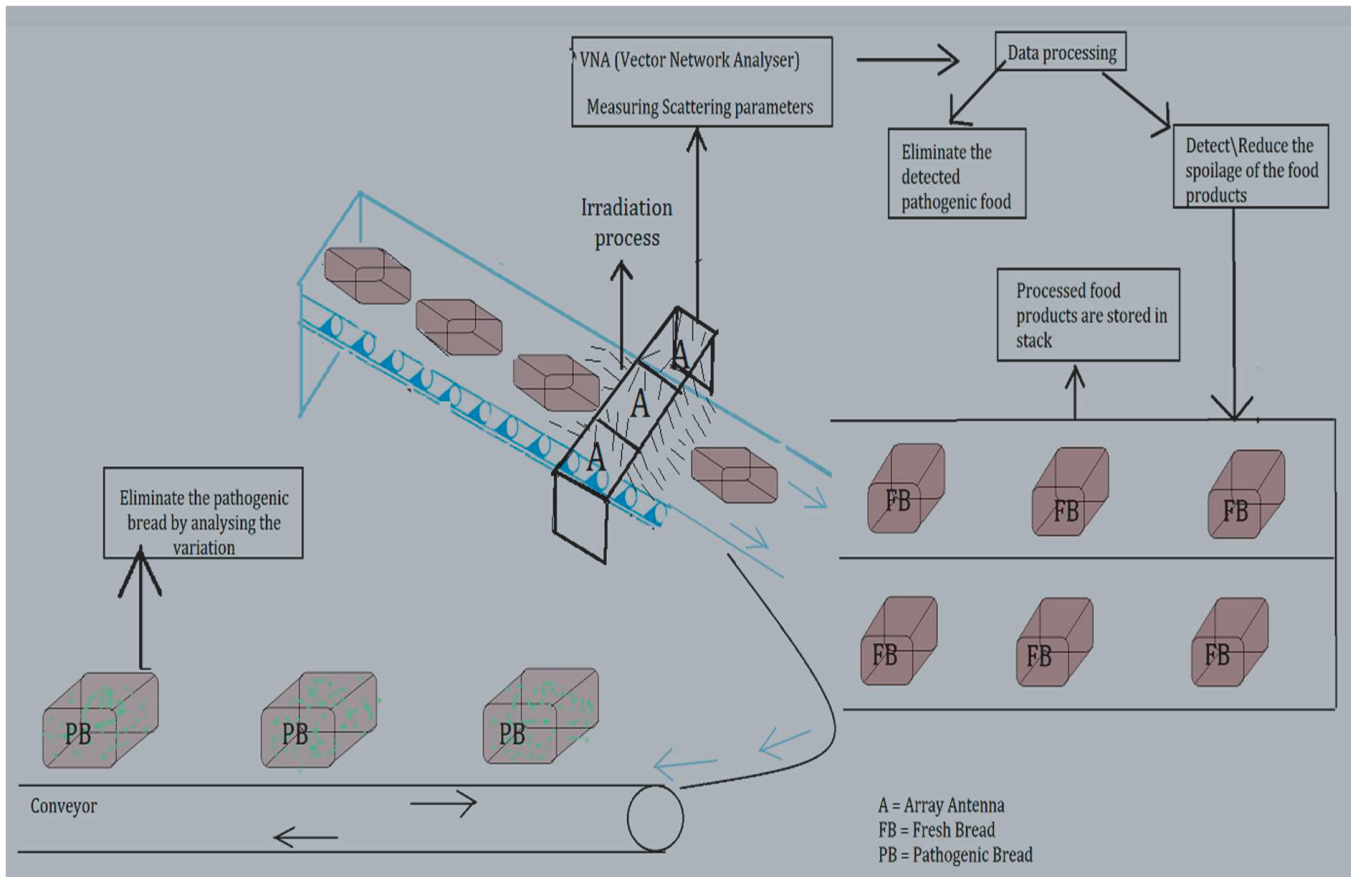 VNA (Vector Network Analyser)
Measuring Scattering parameters
Data processing
Eliminate the
detected
pathogenic food
Detect\Reduce the
spoilage of the food
products
Irradiation
process
Processed food
products are stored in
stack
A
A
A
Eliminate the pathogenic
bread by analysing the
variation
FB
FB
FB
FB
FB
FB
PB
PB
PB
Conveyor
A = Array Antenna
FB = Fresh Bread
PB = Pathogenic Bread